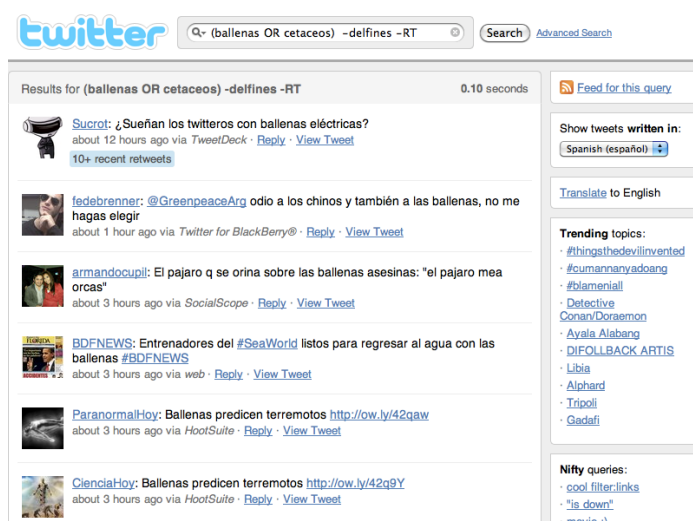 twitter
(ballenas OR cetaceos) -delfines -RT
Search
Advanced Search
Results for (ballenas OR cetaceos) -delfines -RT
0.10 seconds
Sucrot: ¿Sueñan los twitteros con ballenas eléctricas?
about 12 hours ago via TweetDeck · Reply · View Tweet
10+ recent retweets
fedebrenner: @GreenpeaceArg odio a los chinos y también a las ballenas, no me
hagas elegir
about 1 hour ago via Twitter for BlackBerry® · Reply · View Tweet
armandocupil: El pajaro q se orina sobre las ballenas asesinas: "el pajaro mea
orcas"
about 3 hours ago via SocialScope · Reply · View Tweet
FLORIDA
ACCIDENTES
BDFNEWS: Entrenadores del #SeaWorld listos para regresar al agua con las
ballenas #BDFNEWS
about 3 hours ago via web · Reply · View Tweet
ParanormalHoy: Ballenas predicen terremotos http://ow.ly/42qaw
about 3 hours ago via HootSuite · Reply · View Tweet
CienciaHoy: Ballenas predicen terremotos http://ow.ly/42q9Y
about 3 hours ago via HootSuite · Reply · View Tweet
Feed for this query
Show tweets written in:
Spanish (español)
Translate to English
Trending topics:
· #thingsthedevilinvented
· #cumannanyadoang
· #blameniall
· Detective
Conan/Doraemon
· Ayala Alabang
· DIFOLLBACK ARTIS
· Libia
· Alphard
· Tripoli
· Gadafi
Nifty queries:
· cool filter:links
· "is down"